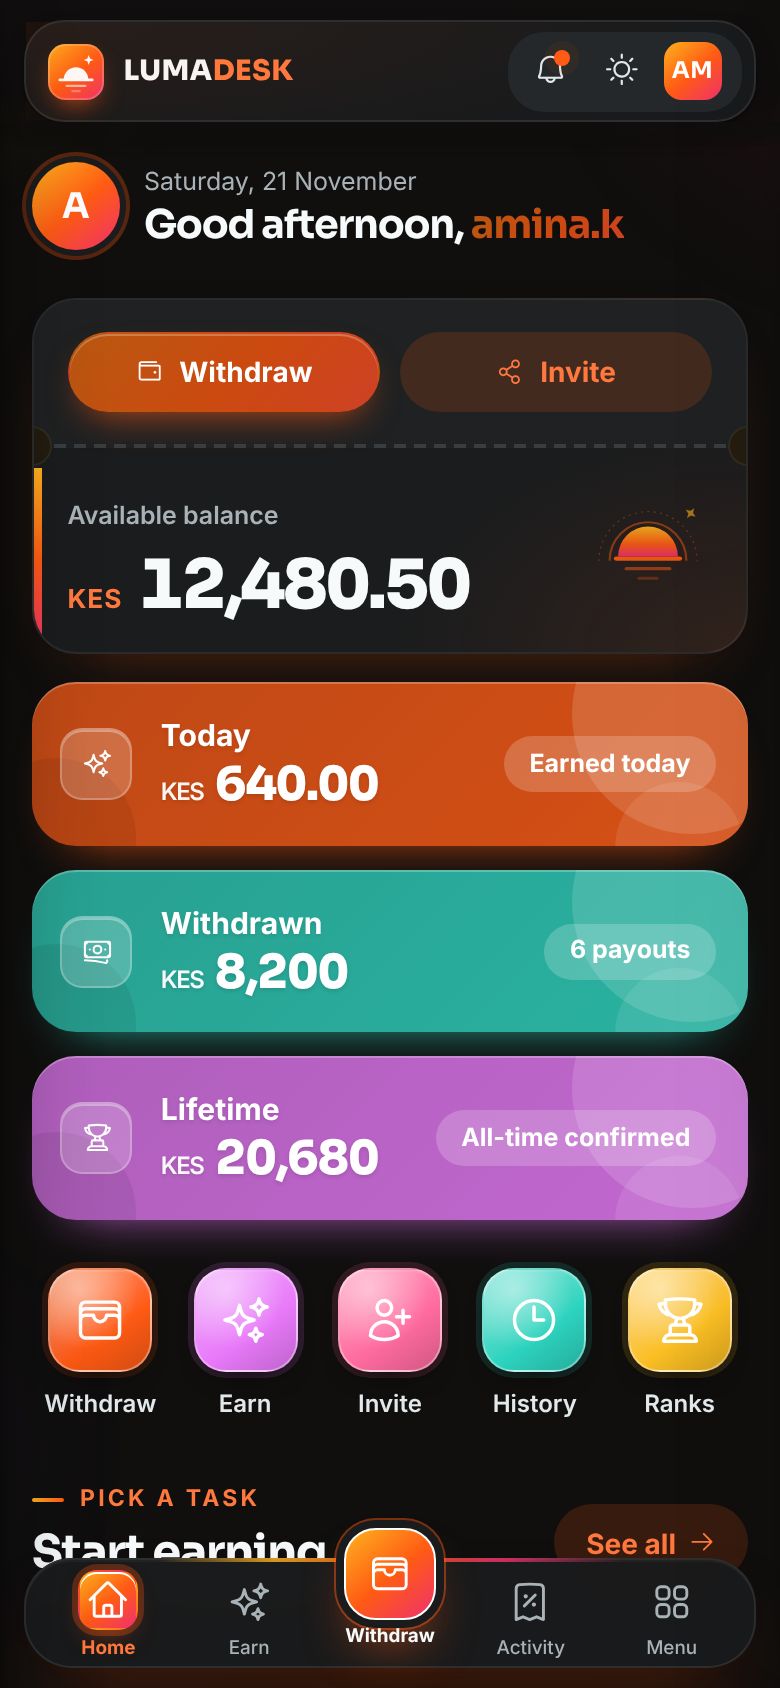 LUMADESK
AM
A
Saturday, 21 November
Good afternoon, amina.k
Withdraw
Invite
Available balance
KES 12,480.50
Today
KES 640.00
Earned today
Withdrawn
KES 8,200
6 payouts
Lifetime
KES 20,680
All-time confirmed
Withdraw
Earn
Invite
History
Ranks
PICK A TASK
Start earning
See all
Home
Earn
Withdraw
Activity
Menu